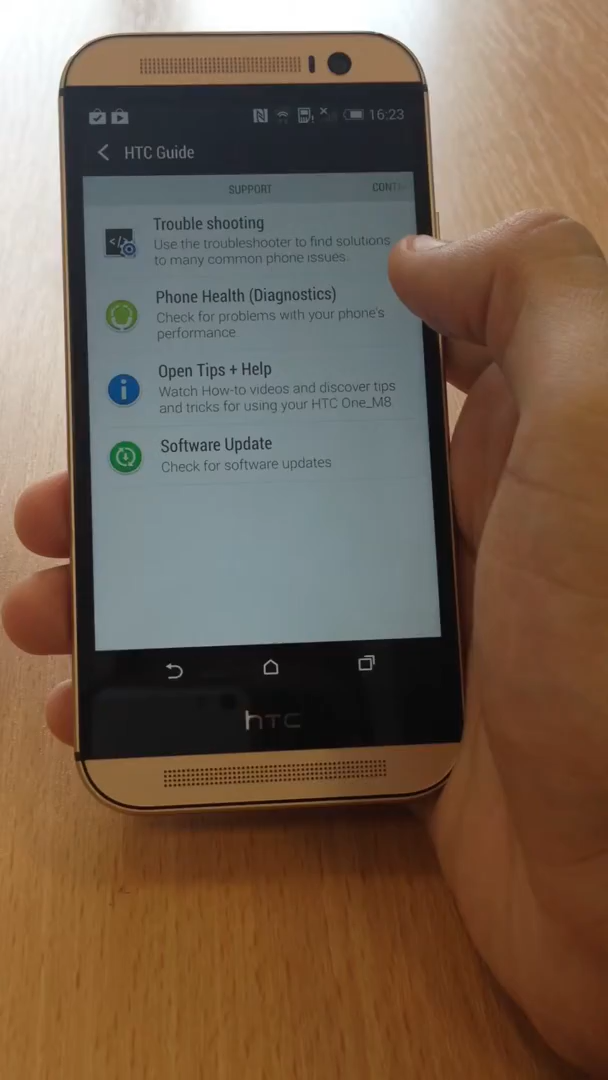 16:23
HTC Guide
SUPPORT CONT
Trouble shooting
Use the troubleshooter to find solutions
to many common phone issues.
Phone Health (Diagnostics)
Check for problems with your phone's
performance
Open Tips + Help
Watch How-to videos and discover tips
and tricks for using your HTC One_M8
Software Update
Check for software updates
hTC